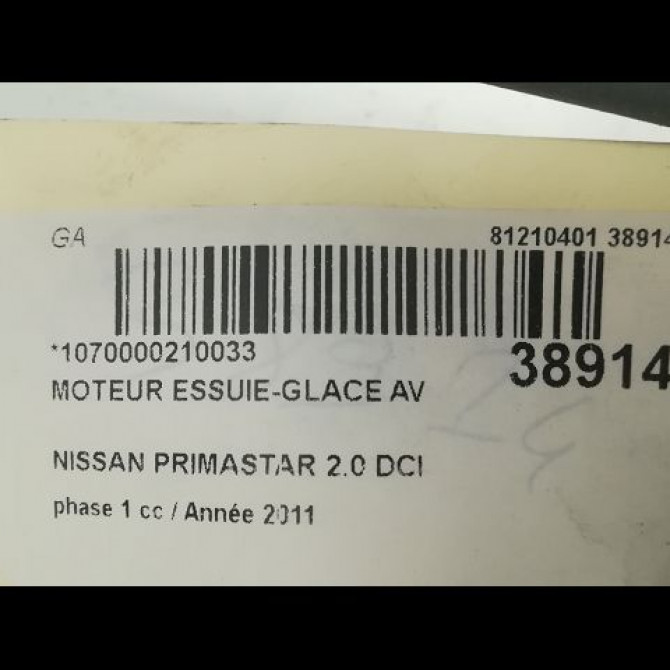 GA
81210401 38914
*1070000210033
38914
MOTEUR ESSUIE-GLACE AV
NISSAN PRIMASTAR 2.0 DCI
phase 1 cc / Année 2011